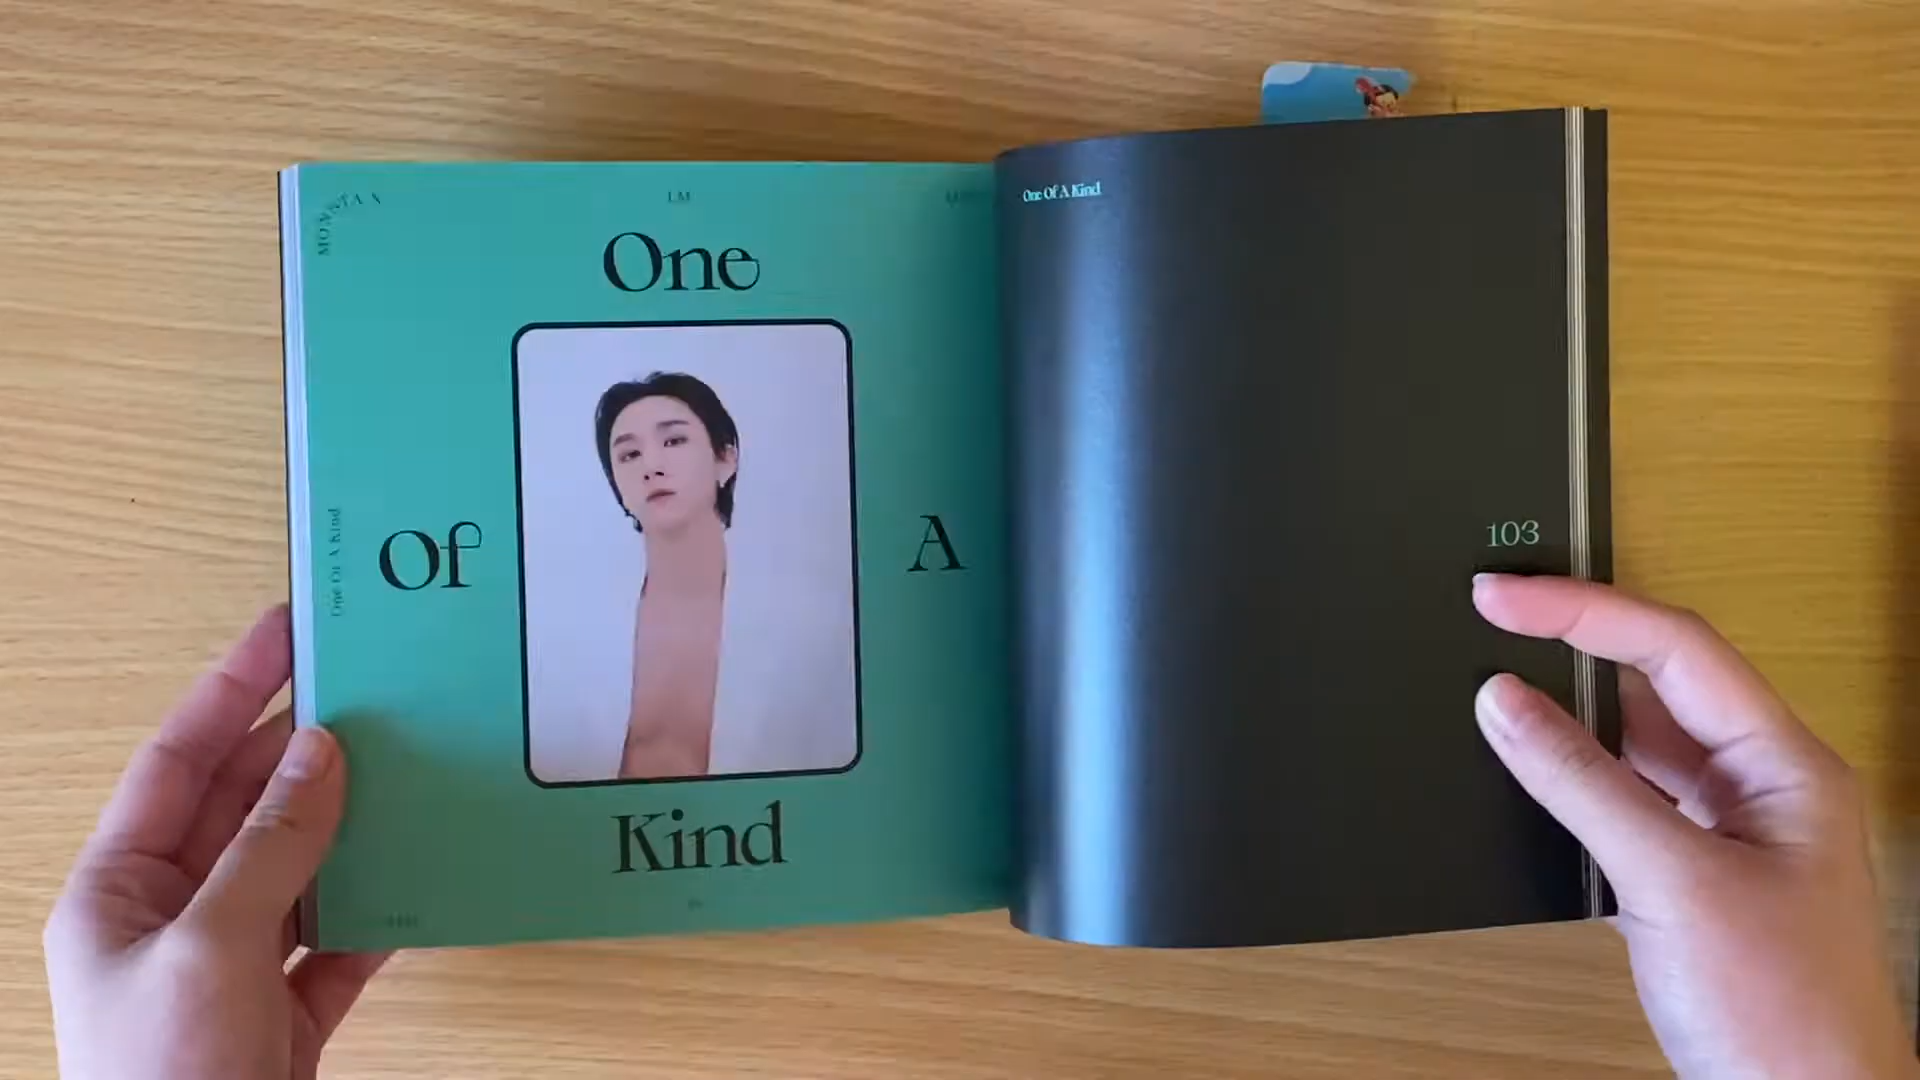 MONSTA X
I.M
One
Of
A
Kind
One Of A Kind
One Of A Kind
103